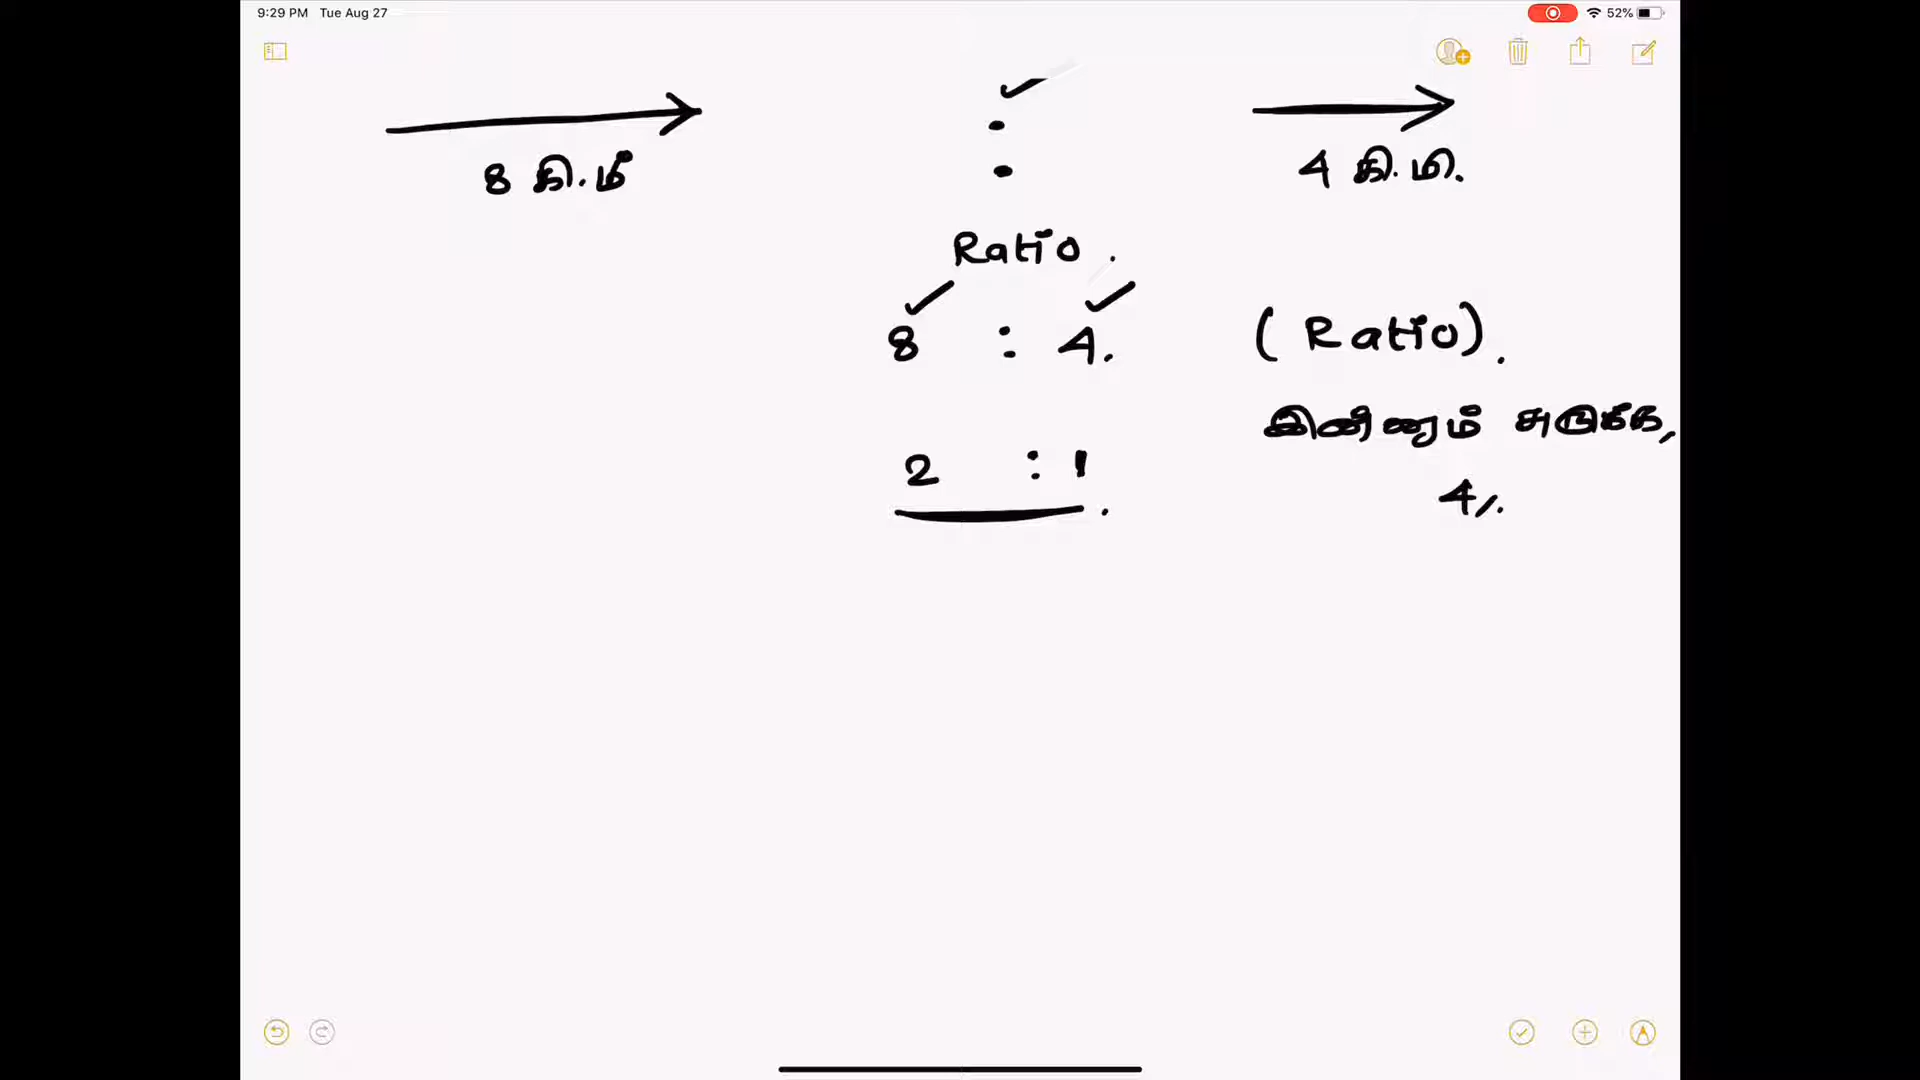 9:29 PM Tue Aug 27 52%
8 கி.மீ : 4 கி.மி.
Ratio.
8 : 4. (Ratio).
இன்னும் சுருக்க,
2 : 1.
4/.